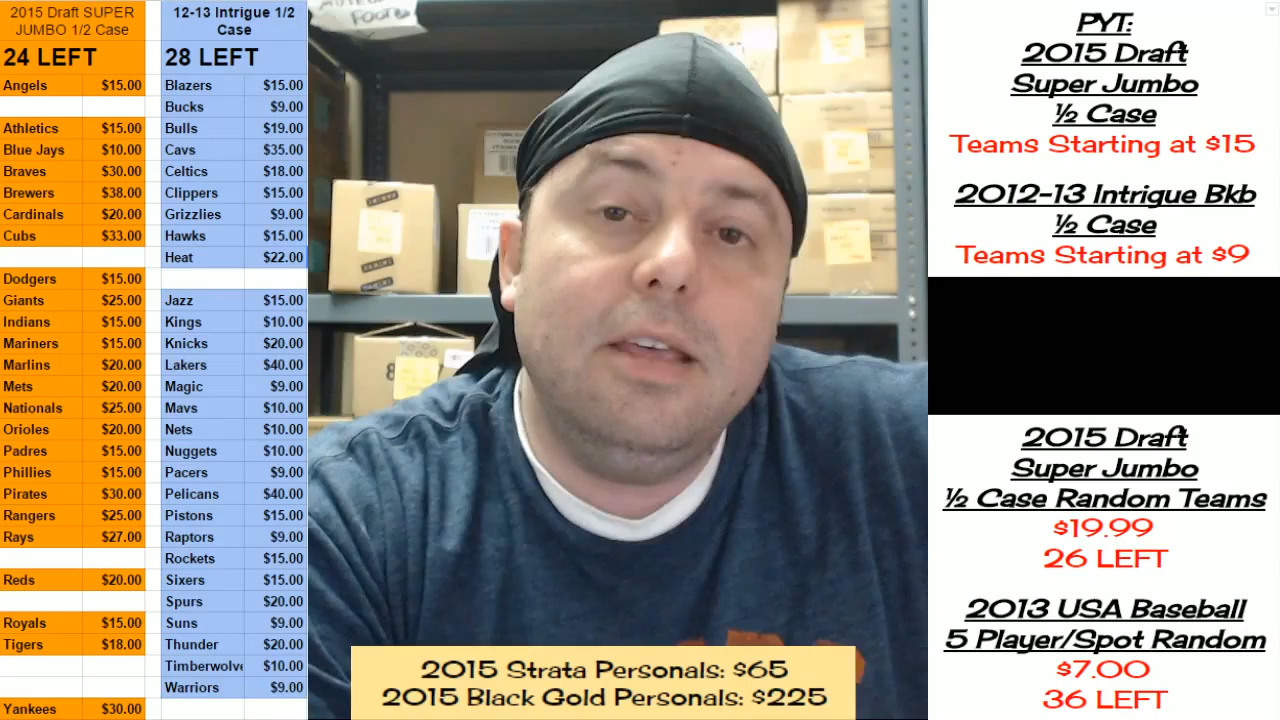 2015 Draft SUPER
JUMBO 1/2 Case
24 LEFT
Angels $15.00
Athletics $15.00
Blue Jays $10.00
Braves $30.00
Brewers $38.00
Cardinals $20.00
Cubs $33.00
Dodgers $15.00
Giants $25.00
Indians $15.00
Mariners $15.00
Marlins $20.00
Mets $20.00
Nationals $25.00
Orioles $20.00
Padres $15.00
Phillies $15.00
Pirates $30.00
Rangers $25.00
Rays $27.00
Reds $20.00
Royals $15.00
Tigers $18.00
Yankees $30.00
12-13 Intrigue 1/2
Case
28 LEFT
Blazers $15.00
Bucks $9.00
Bulls $19.00
Cavs $35.00
Celtics $18.00
Clippers $15.00
Grizzlies $9.00
Hawks $15.00
Heat $22.00
Jazz $15.00
Kings $10.00
Knicks $20.00
Lakers $40.00
Magic $9.00
Mavs $10.00
Nets $10.00
Nuggets $10.00
Pacers $9.00
Pelicans $40.00
Pistons $15.00
Raptors $9.00
Rockets $15.00
Sixers $15.00
Spurs $20.00
Suns $9.00
Thunder $20.00
Timberwolve $10.00
Warriors $9.00
PANINI
PANINI
PANINI
2015 Strata Personals: $65
2015 Black Gold Personals: $225
PYT:
2015 Draft
Super Jumbo
½ Case
Teams Starting at $15
2012-13 Intrigue Bkb
½ Case
Teams Starting at $9
2015 Draft
Super Jumbo
½ Case Random Teams
$19.99
26 LEFT
2013 USA Baseball
5 Player/Spot Random
$7.00
36 LEFT